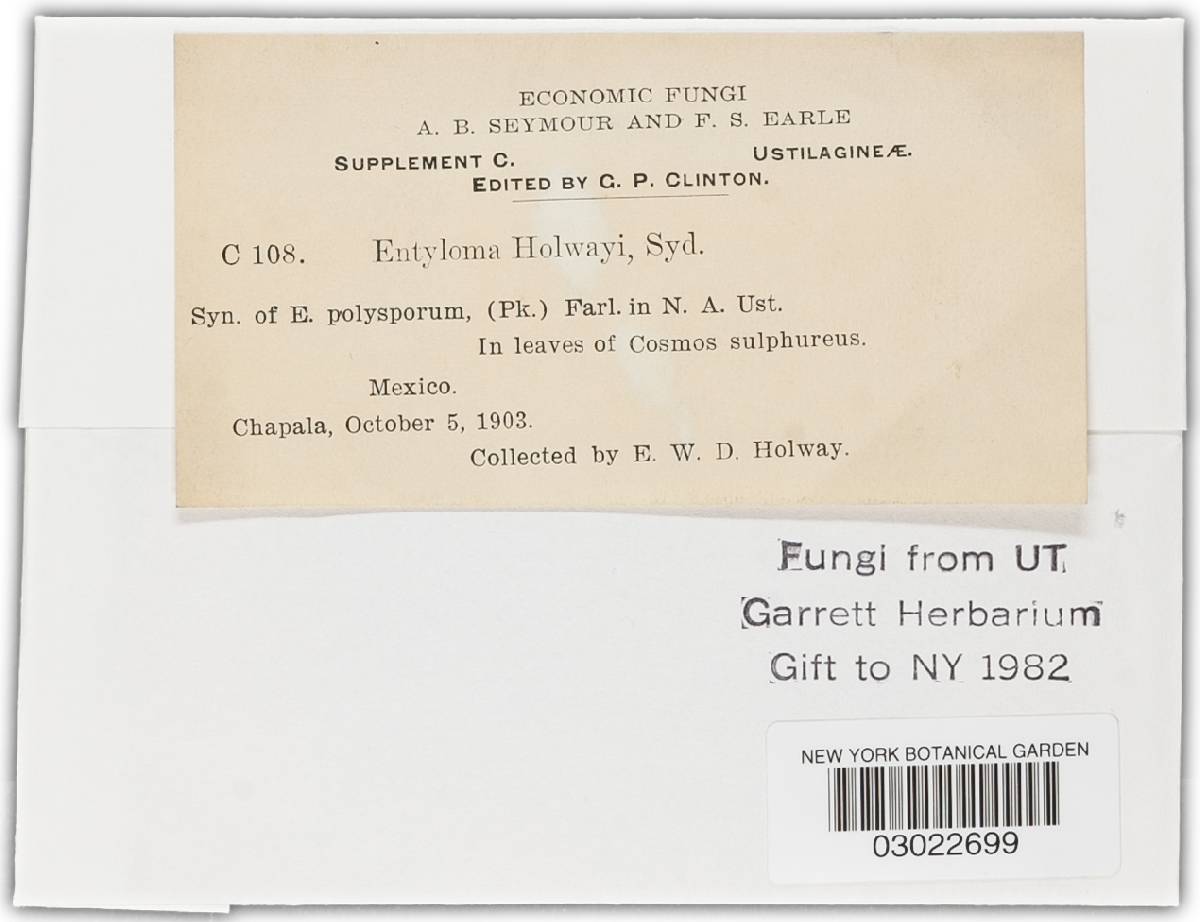 ECONOMIC FUNGI
A. B. SEYMOUR AND F. S. EARLE
SUPPLEMENT C. USTILAGINEÆ.
EDITED BY G. P. CLINTON.
C 108. Entyloma Holwayi, Syd.
Syn. of E. polysporum, (Pk.) Farl. in N. A. Ust.
In leaves of Cosmos sulphureus.
Mexico.
Chapala, October 5, 1903.
Collected by E. W. D. Holway.
Fungi from UT.
Garrett Herbarium
Gift to NY 1982
NEW YORK BOTANICAL GARDEN
03022699